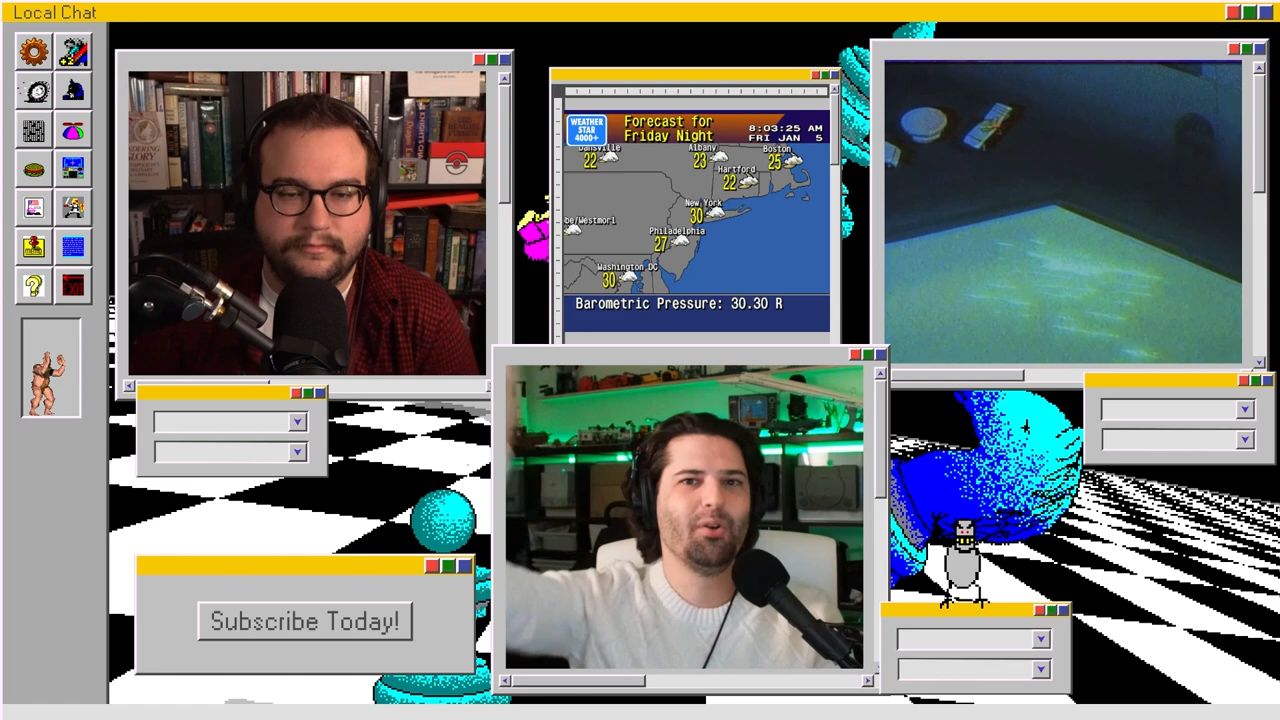 Local Chat
WEATHER
STAR
4000+
Forecast for
Friday Night
8:03:25 AM
FRI JAN 5
Dansville
22
Albany
23
Boston
25
Hartford
22
New York
30
be/Westmorl
Philadelphia
27
Washington DC
30
Barometric Pressure: 30.30 R
Subscribe Today!